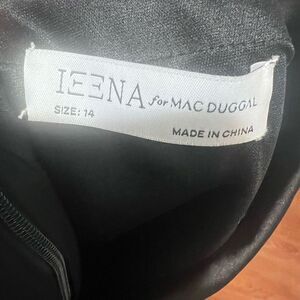 IEENA for MAC DUGGAL
SIZE: 14
MADE IN CHINA